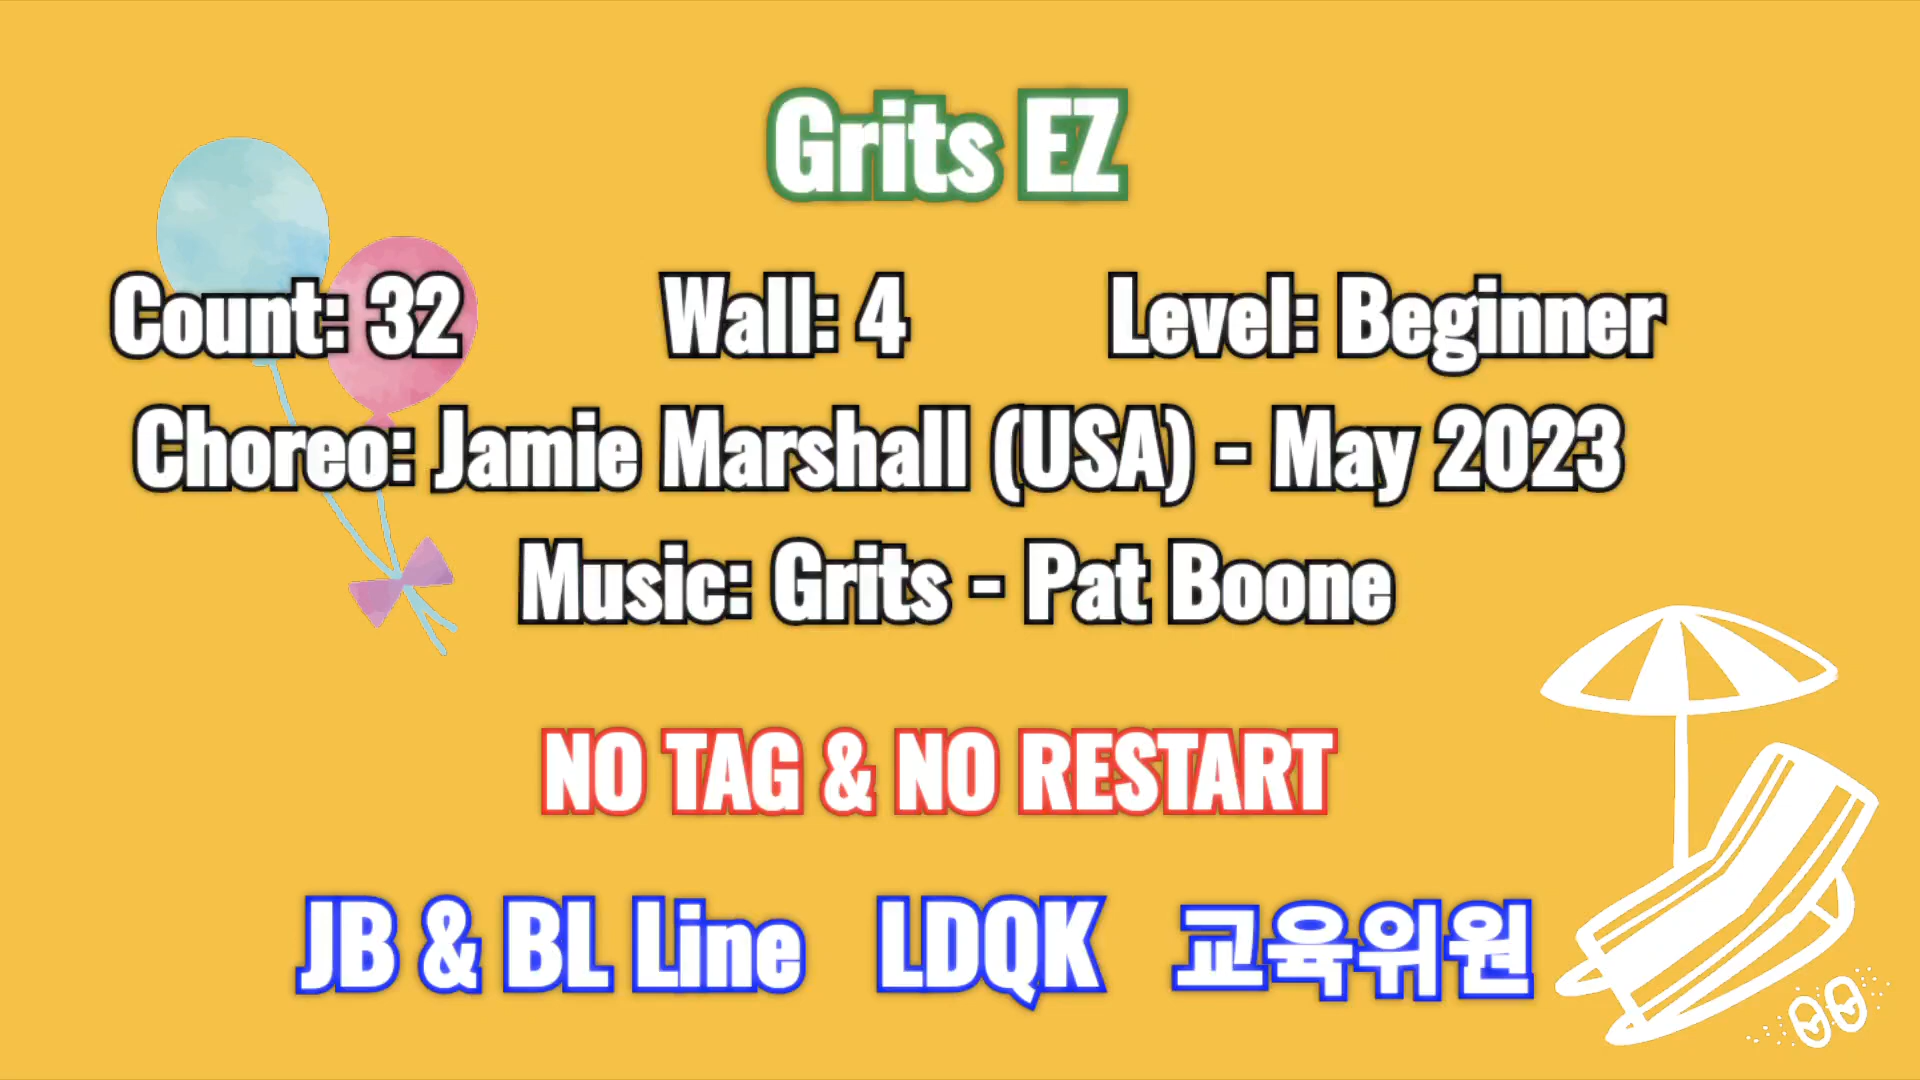 Grits EZ
Count: 32 Wall: 4 Level: Beginner
Choreo: Jamie Marshall (USA) - May 2023
Music: Grits - Pat Boone
NO TAG & NO RESTART
JB & BL Line LDQK 교육위원